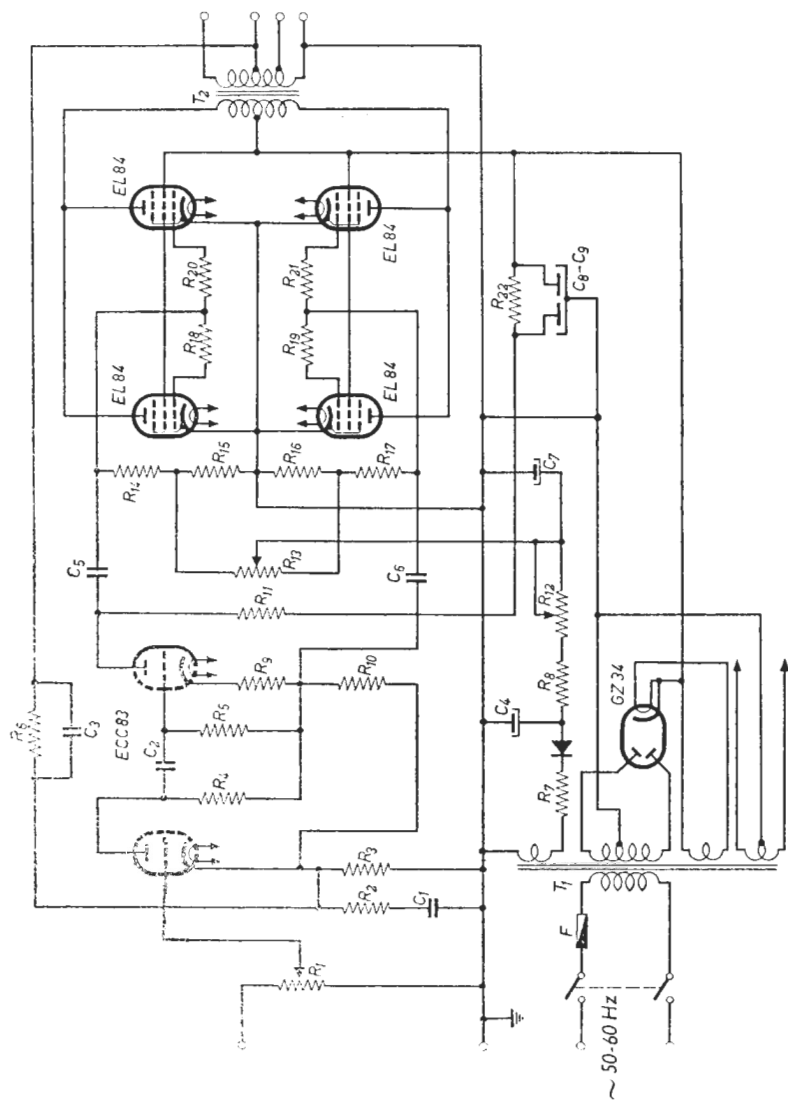 R6
C3
C5
EL84
EL84
ECC83
R14
C2
R18
R20
T2
R4
R5
R15
R9
R11
R13
R16
R19
R21
R1
R2
R3
R10
R17
C6
EL84
EL84
C1
C4
R22
R7
R8
R12
C7
F
T1
C8-C9
~ 50-60 Hz
GZ34